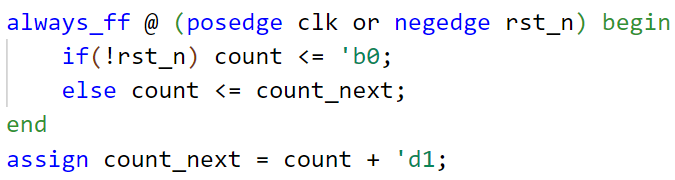 always_ff @ (posedge clk or negedge rst_n) begin
    if(!rst_n) count <= 'b0;
    else count <= count_next;
end
assign count_next = count + 'd1;